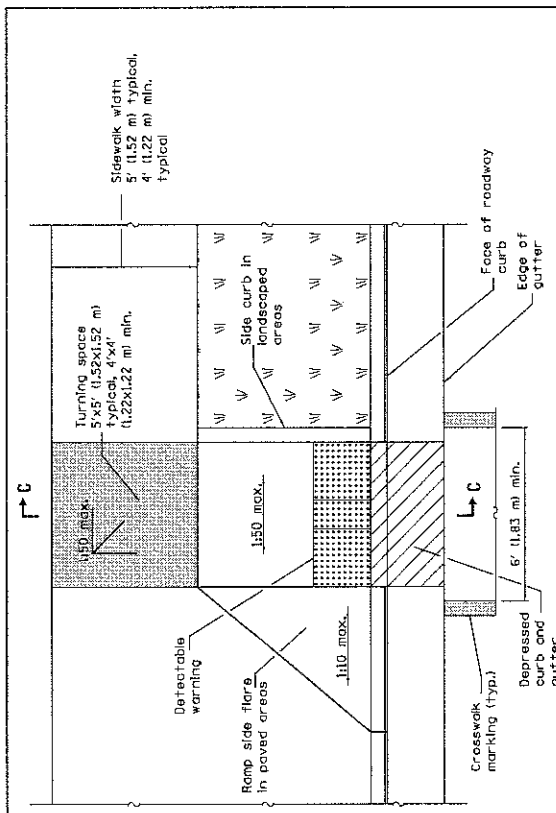 Sidewalk width
5' (1.52 m) typical,
4' (1.22 m) min.
typical
Turning space
5'x5' (1.52x1.52 m)
typical, 4'x4'
(1.22x1.22 m) min.
1:50 max.
C
Side curb in
landscaped
areas
1:50 max.
Detectable
warning
Ramp side flare
in paved areas
1:10 max.
Face of roadway
curb
Edge of
gutter
C
6' (1.83 m) min.
Depressed
curb and
gutter
Crosswalk
marking (typ.)